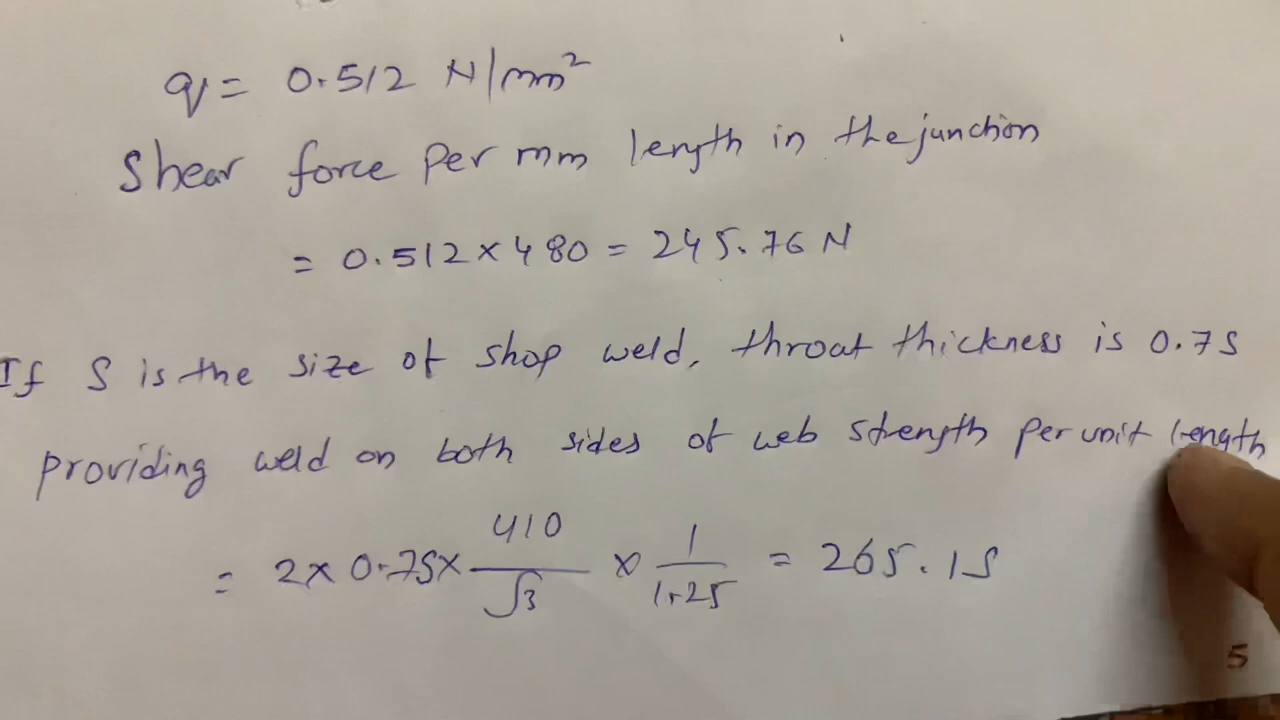 q = 0.512 N/mm²
Shear force per mm length in the junction
= 0.512 × 480 = 245.76 N
If S is the size of shop weld, throat thickness is 0.7S
providing weld on both sides of web strength per unit length
= 2 × 0.7S × 410/√3 × 1/1.25 = 265.1S
5